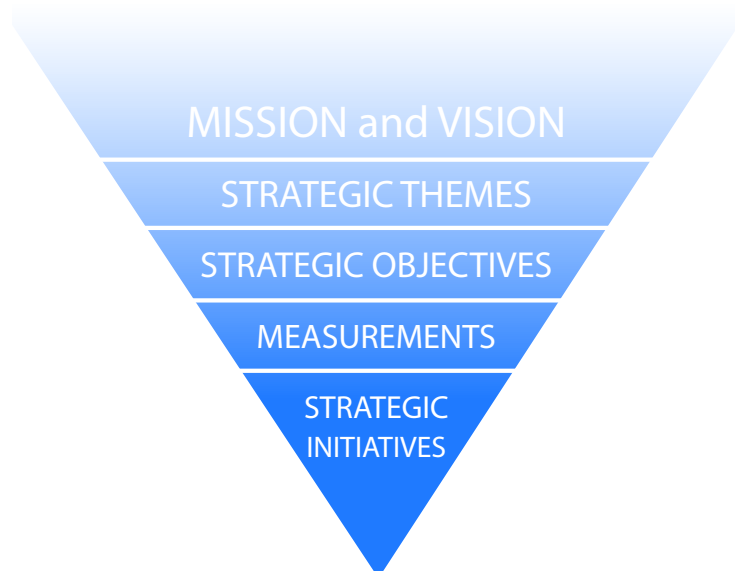 MISSION and VISION
STRATEGIC THEMES
STRATEGIC OBJECTIVES
MEASUREMENTS
STRATEGIC
INITIATIVES